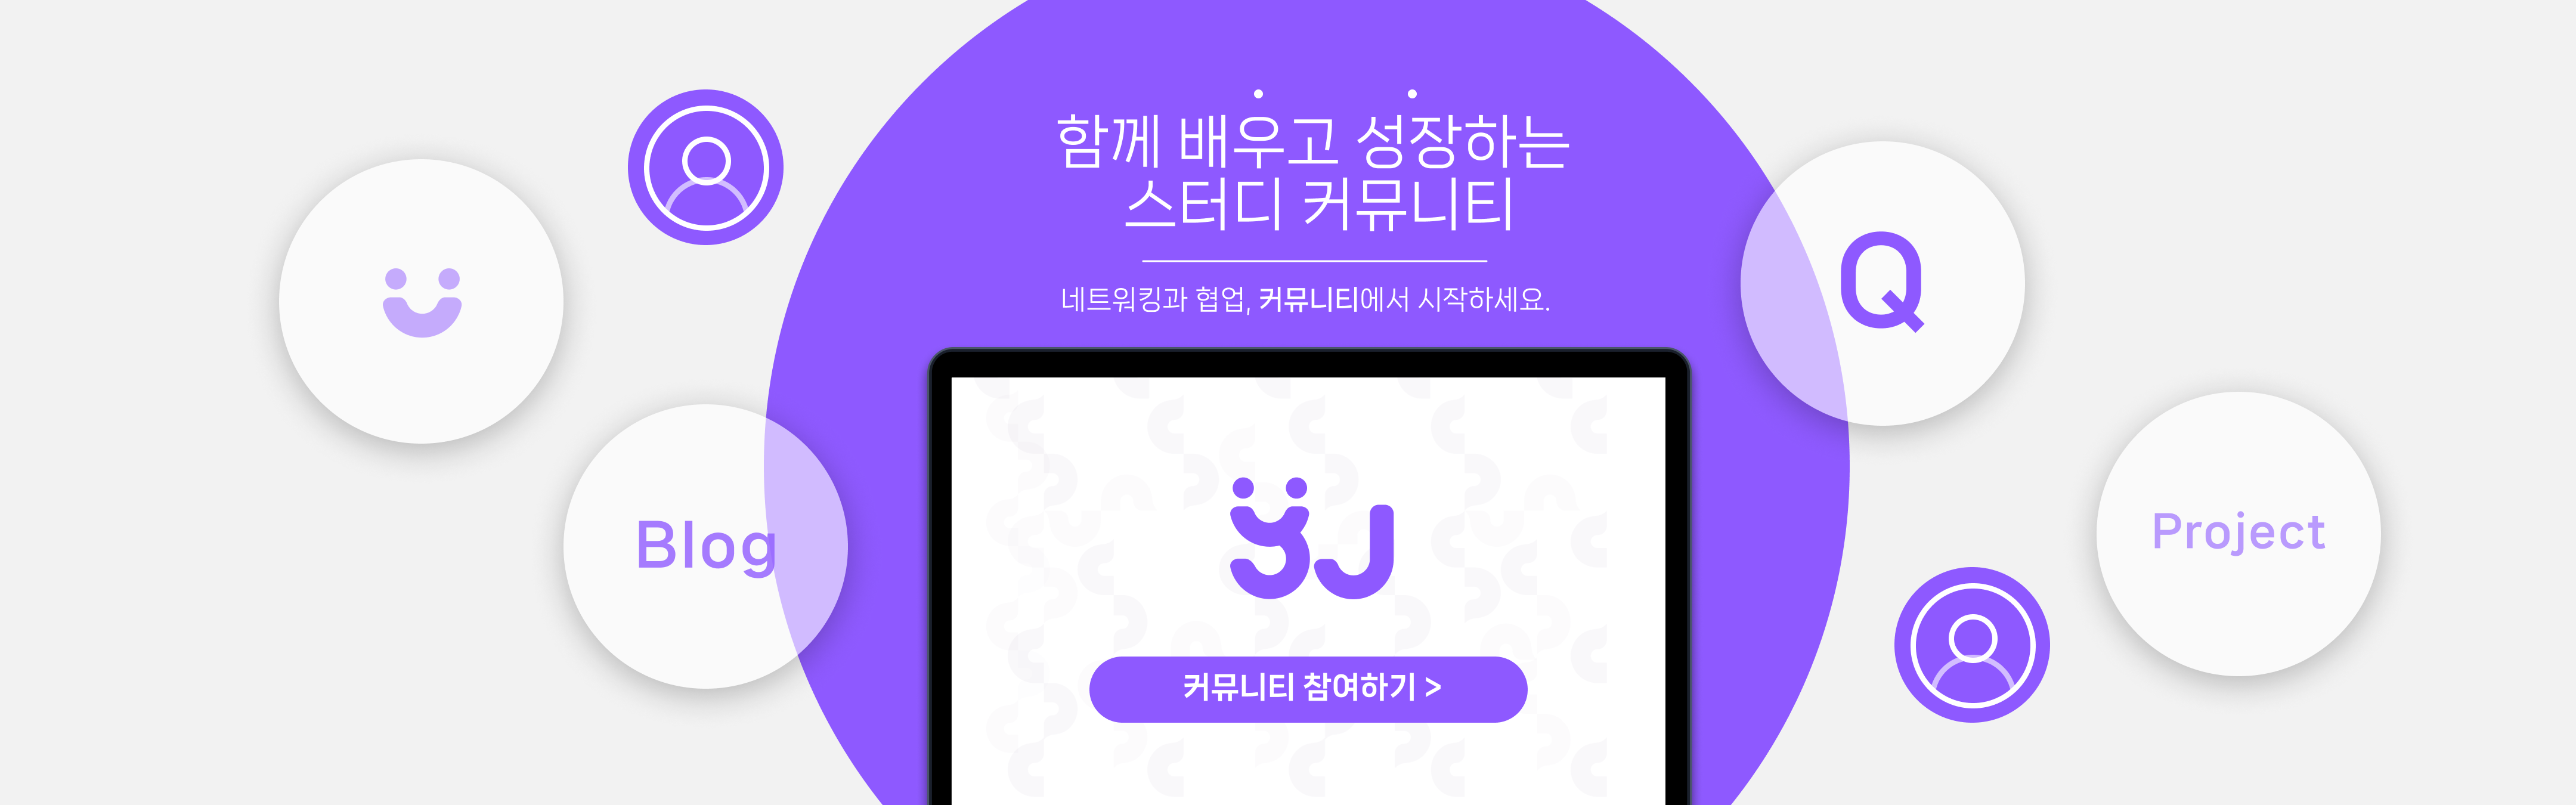 함께 배우고 성장하는
스터디 커뮤니티
네트워킹과 협업, 커뮤니티에서 시작하세요.
Blog
Q
Project
커뮤니티 참여하기 >